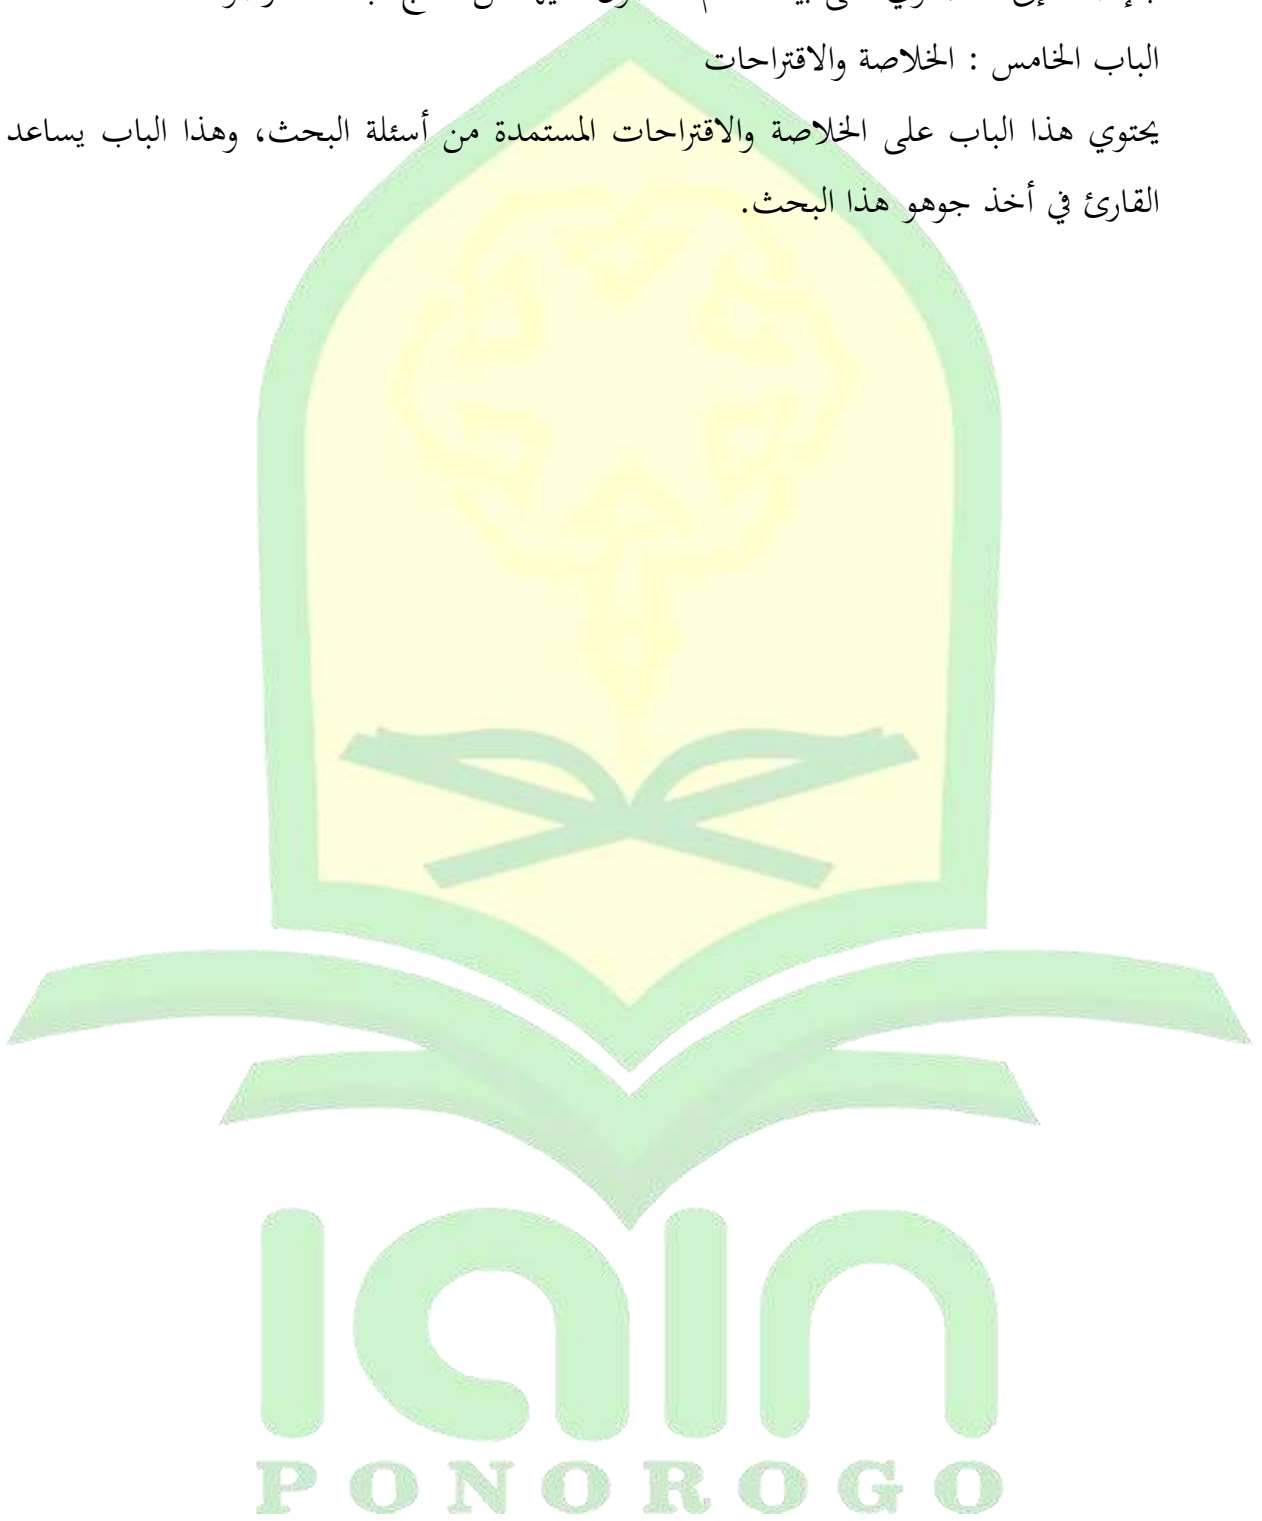 الباب الخامس : الخلاصة والاقتراحات
يحتوي هذا الباب على الخلاصة والاقتراحات المستمدة من أسئلة البحث، وهذا الباب يساعد
القارئ في أخذ جوهو هذا البحث.
iain
PONOROGO